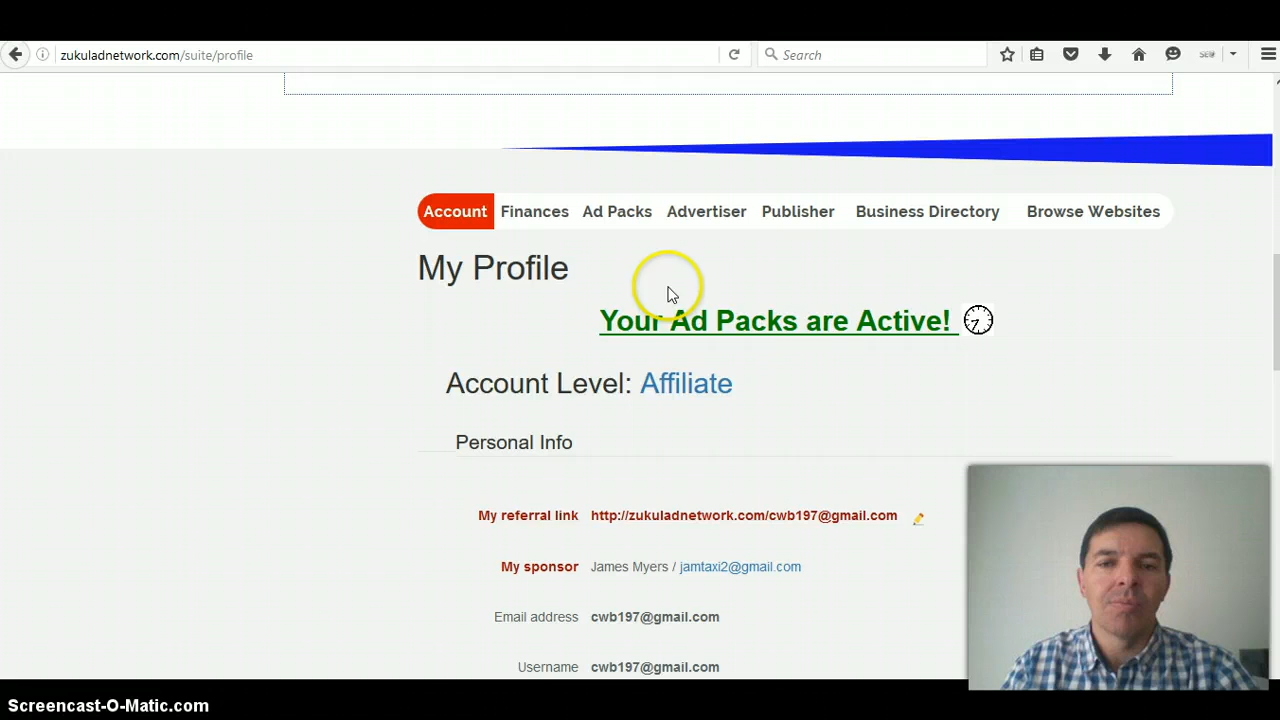 zukuladnetwork.com/suite/profile
Search
Account Finances Ad Packs Advertiser Publisher Business Directory Browse Websites
My Profile
Your Ad Packs are Active!
Account Level: Affiliate
Personal Info
My referral link http://zukuladnetwork.com/cwb197@gmail.com
My sponsor James Myers / jamtaxi2@gmail.com
Email address cwb197@gmail.com
Username cwb197@gmail.com
Screencast-O-Matic.com